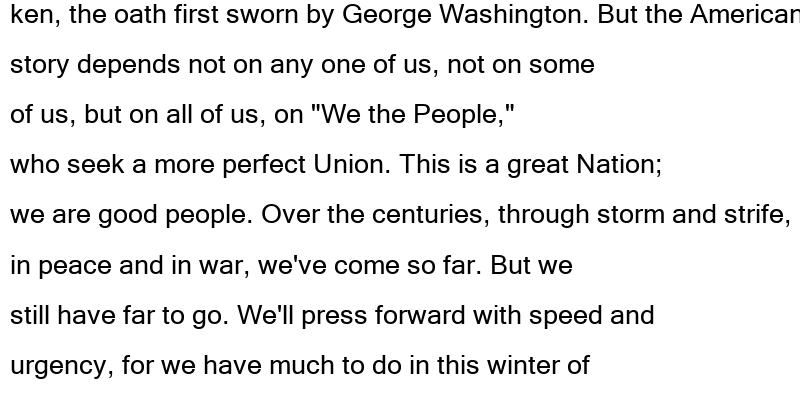 ken, the oath first sworn by George Washington. But the American
story depends not on any one of us, not on some
of us, but on all of us, on "We the People,"
who seek a more perfect Union. This is a great Nation;
we are good people. Over the centuries, through storm and strife,
in peace and in war, we've come so far. But we
still have far to go. We'll press forward with speed and
urgency, for we have much to do in this winter of